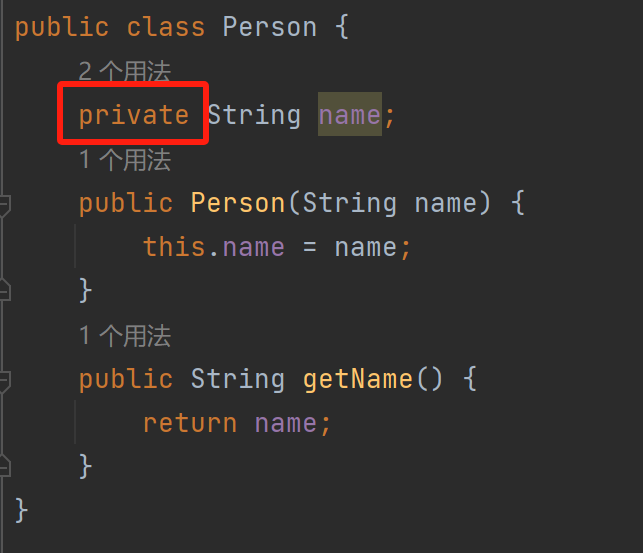 public class Person {
2 个用法
private String name;
1 个用法
public Person(String name) {
this.name = name;
}
1 个用法
public String getName() {
return name;
}
}